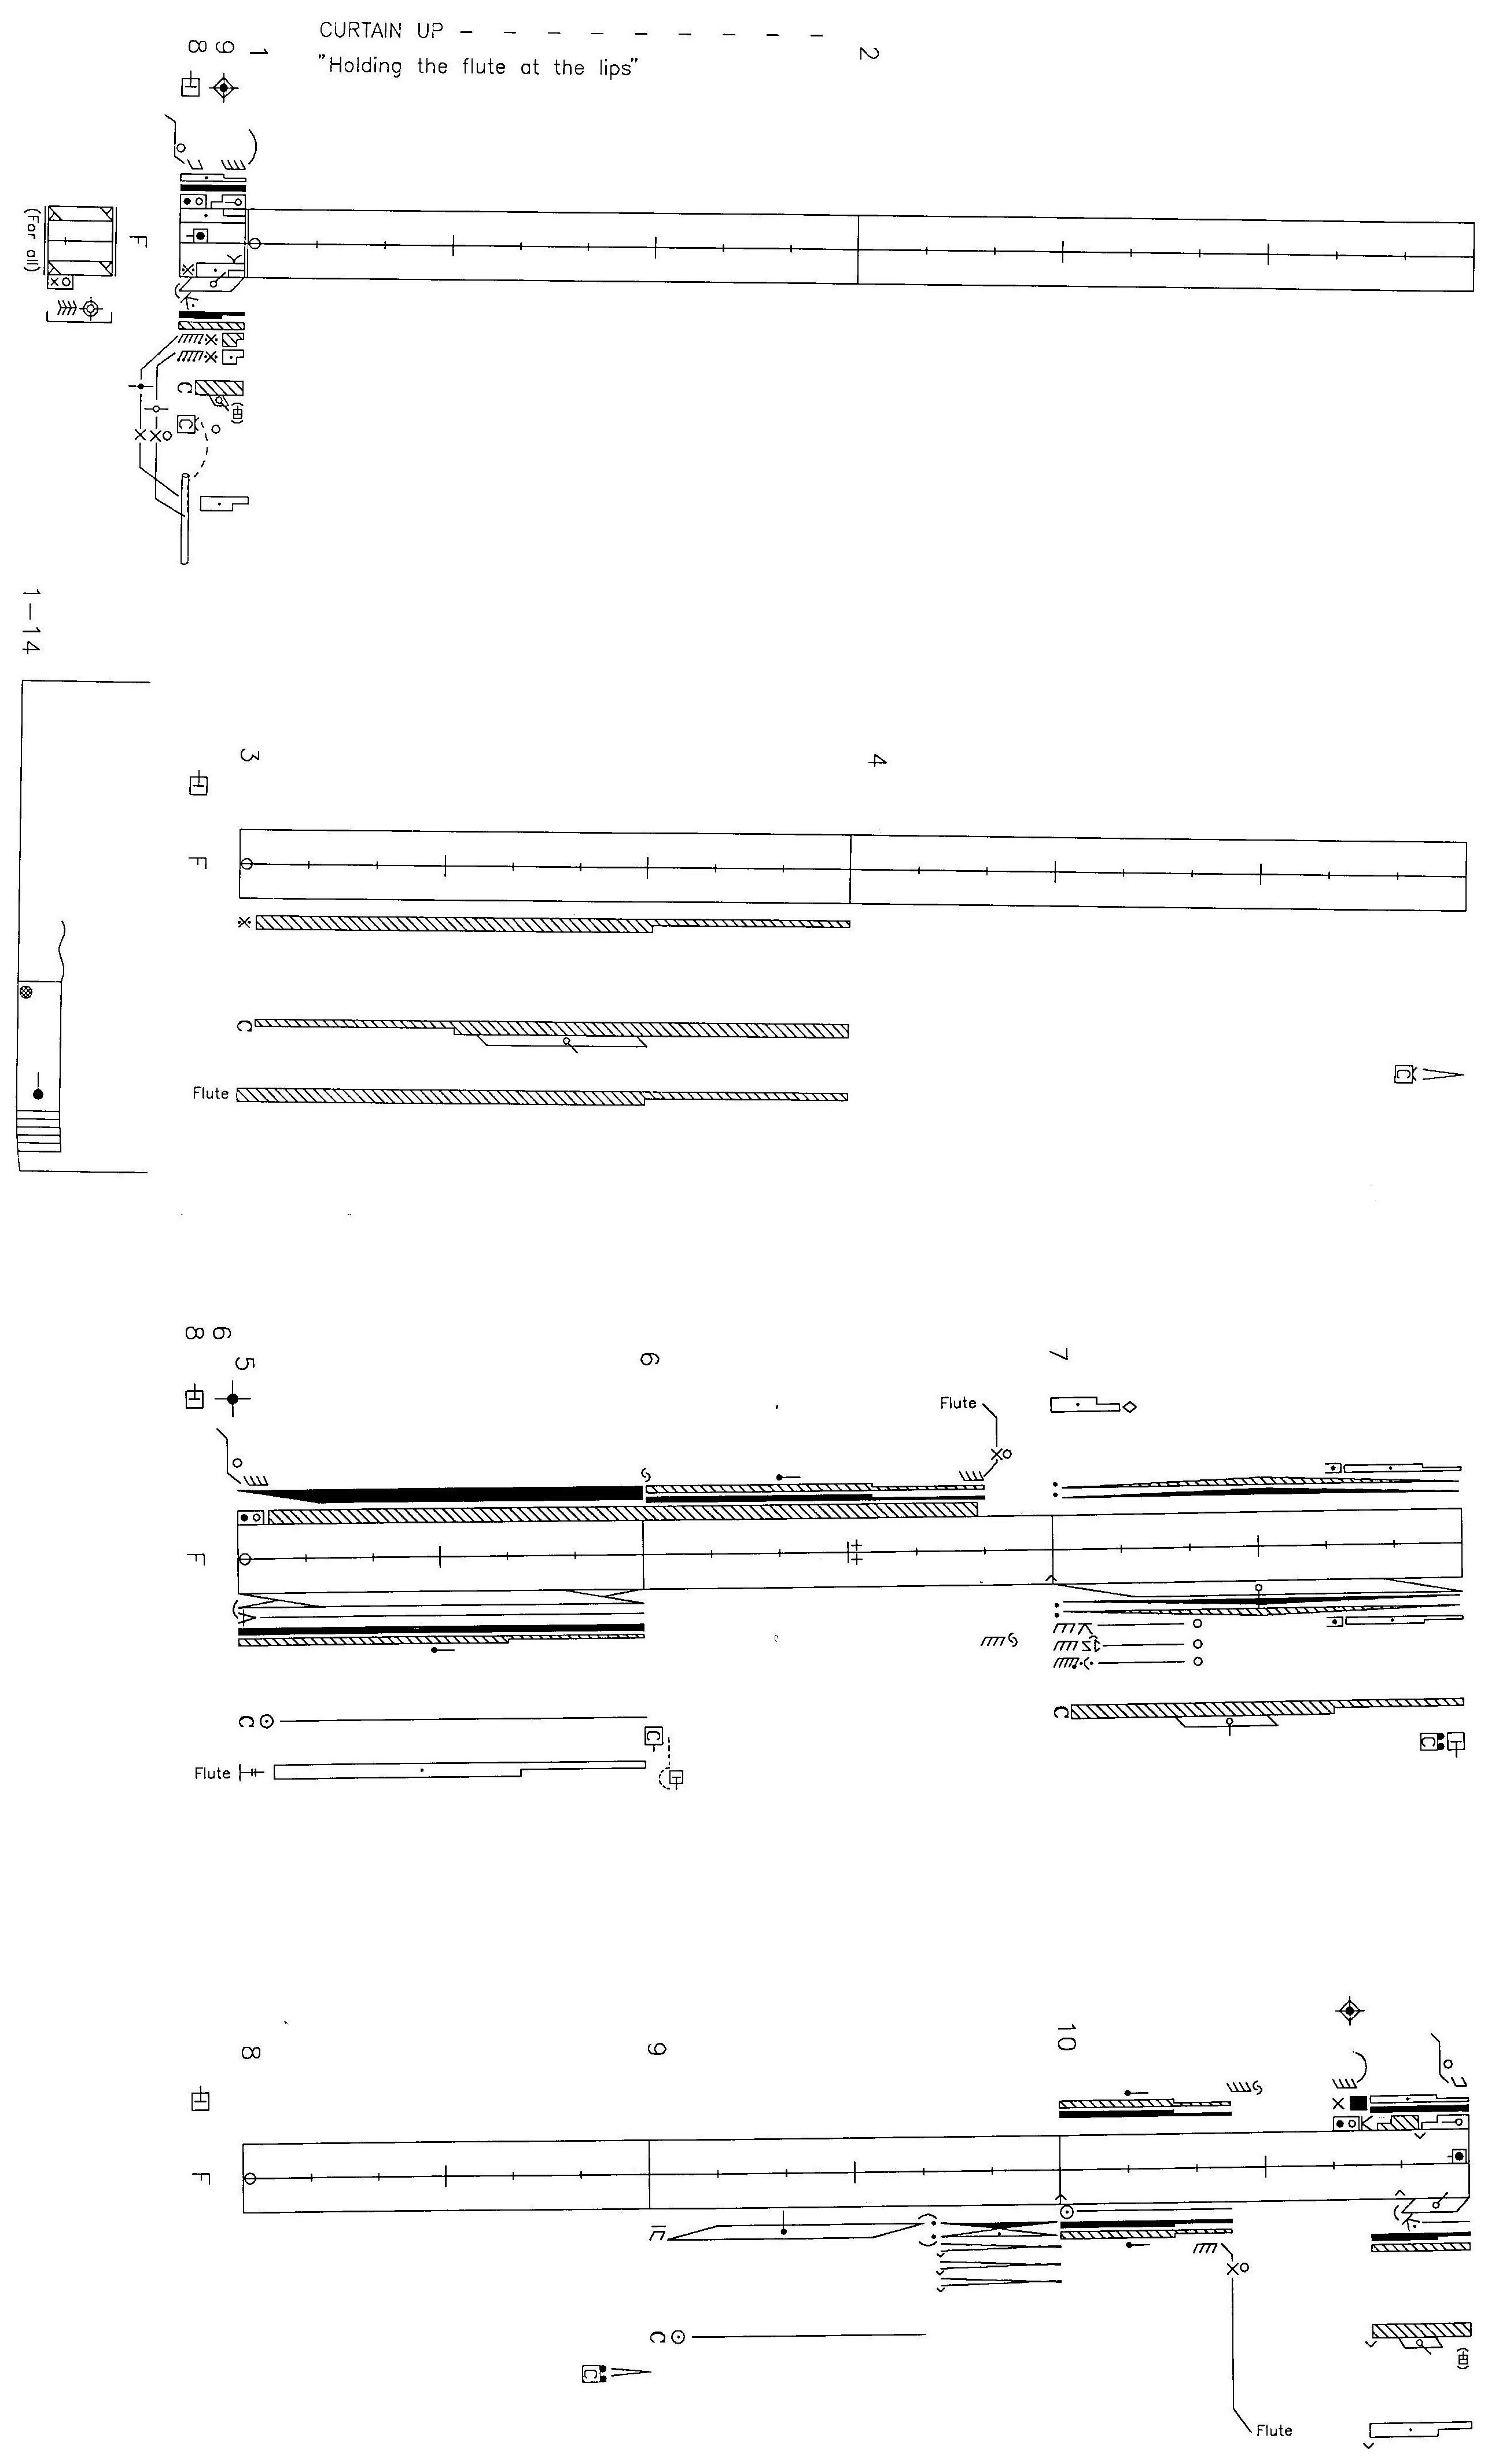 CURTAIN UP – – – – – – – – –
"Holding the flute at the lips"
1
2
9
8
F
(For all)
C
C
1–14
3
4
F
C
Flute
C
6
8
5
6
7
Flute
F
C
C
C
C
Flute
8
9
10
F
C
C
Flute